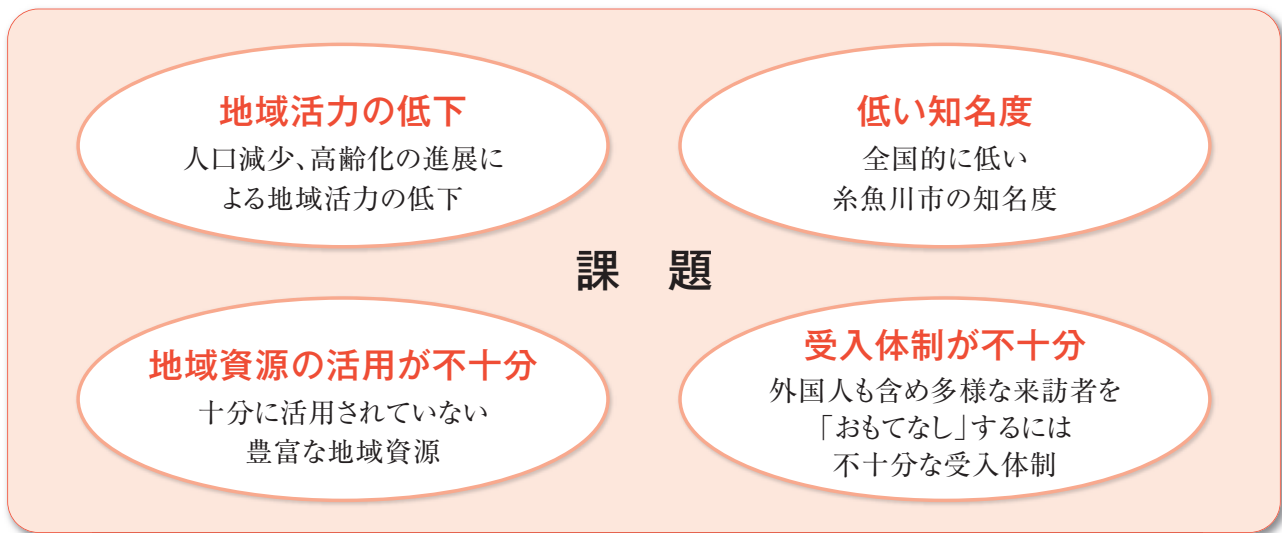 地域活力の低下
人口減少、高齢化の進展に
よる地域活力の低下
低い知名度
全国的に低い
糸魚川市の知名度
課　題
地域資源の活用が不十分
十分に活用されていない
豊富な地域資源
受入体制が不十分
外国人も含め多様な来訪者を
「おもてなし」するには
不十分な受入体制